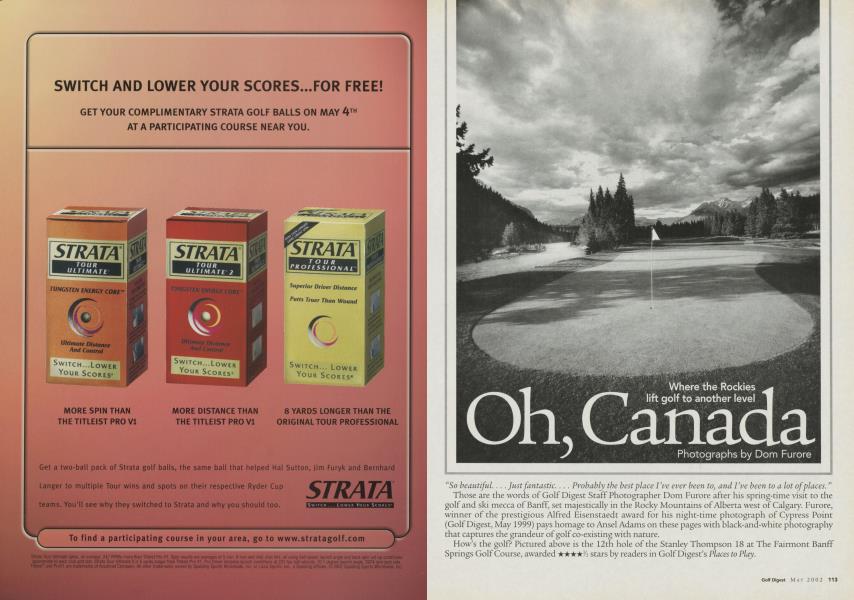 SWITCH AND LOWER YOUR SCORES...FOR FREE!
GET YOUR COMPLIMENTARY STRATA GOLF BALLS ON MAY 4TH
AT A PARTICIPATING COURSE NEAR YOU.
STRATA
TOUR
ULTIMATE
TUNGSTEN ENERGY CORE™
Ultimate Distance
And Control
SWITCH...LOWER
YOUR SCORES®
STRATA
TOUR
ULTIMATE 2
TUNGSTEN ENERGY CORE™
Ultimate Distance
And Control
SWITCH...LOWER
YOUR SCORES®
STRATA
TOUR
PROFESSIONAL
Superior Driver Distance
Putts Truer Than Wound
SWITCH... LOWER
YOUR SCORES®
MORE SPIN THAN
THE TITLEIST PRO V1
MORE DISTANCE THAN
THE TITLEIST PRO V1
8 YARDS LONGER THAN THE
ORIGINAL TOUR PROFESSIONAL
Get a two-ball pack of Strata golf balls, the same ball that helped Hal Sutton, Jim Furyk and Bernhard
Langer to multiple Tour wins and spots on their respective Ryder Cup
teams. You'll see why they switched to Strata and why you should too.
STRATA
SWITCH... LOWER YOUR SCORES®
To find a participating course in your area, go to www.stratagolf.com
Where the Rockies
lift golf to another level
Oh, Canada
Photographs by Dom Furore
"So beautiful. . . . Just fantastic. . . . Probably the best place I've ever been to, and I've been to a lot of places."
Those are the words of Golf Digest Staff Photographer Dom Furore after his spring-time visit to the
golf and ski mecca of Banff, set majestically in the Rocky Mountains of Alberta west of Calgary. Furore,
winner of the prestigious Alfred Eisenstaedt award for his night-time photograph of Cypress Point
(Golf Digest, May 1999) pays homage to Ansel Adams on these pages with black-and-white photography
that captures the grandeur of golf co-existing with nature.
How's the golf? Pictured above is the 12th hole of the Stanley Thompson 18 at The Fairmont Banff
Springs Golf Course, awarded ★★★★½ stars by readers in Golf Digest's Places to Play.
Golf Digest May 2002 113